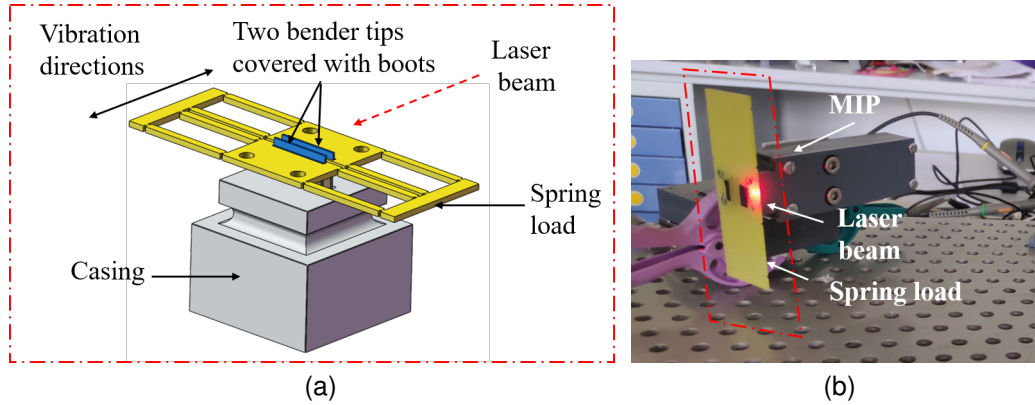 Vibration
directions
Two bender tips
covered with boots
Laser
beam
Spring
load
Casing
(a)
MIP
Laser
beam
Spring load
(b)